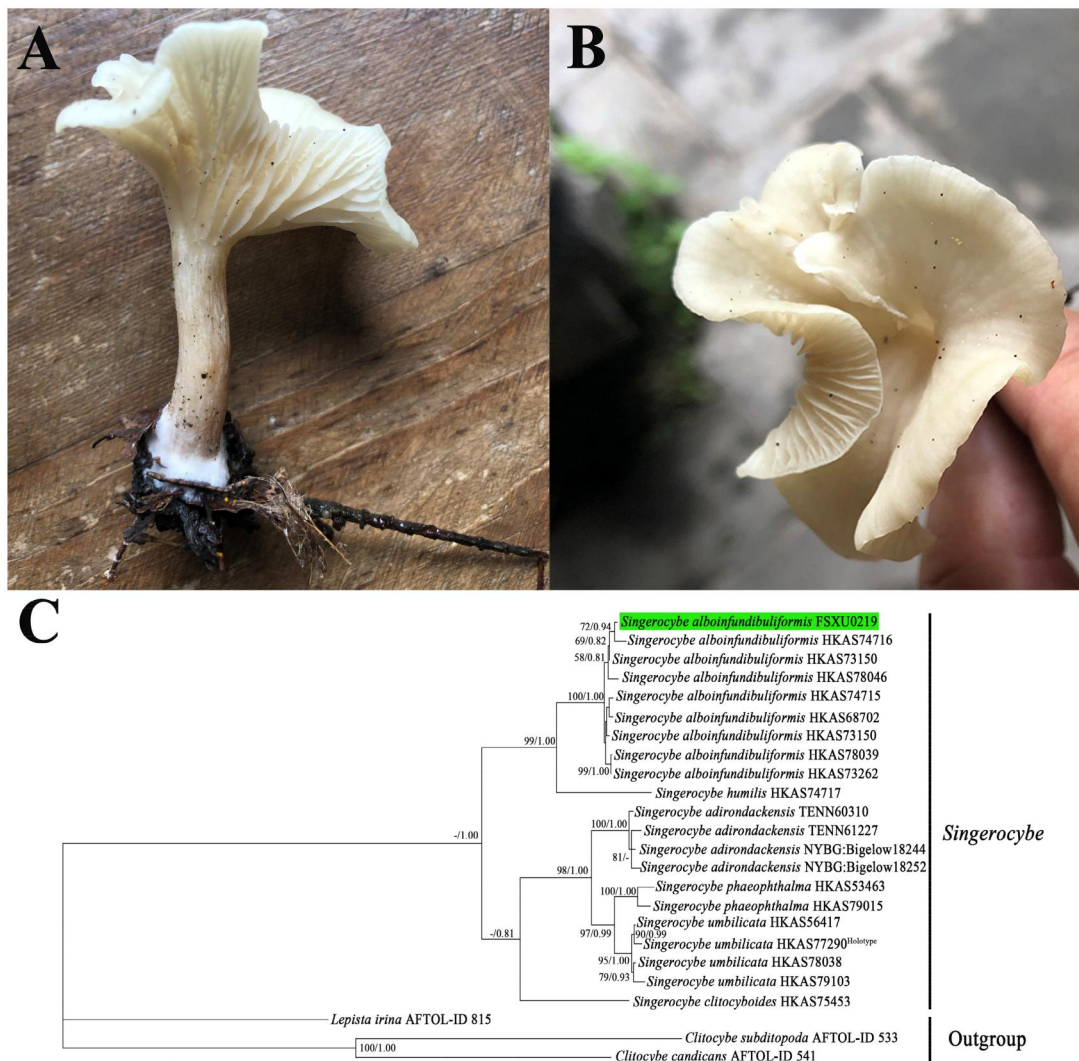 A
B
C
72/0.94
Singerocybe alboinfundibuliformis FSXU0219
69/0.82
Singerocybe alboinfundibuliformis HKAS74716
58/0.81
Singerocybe alboinfundibuliformis HKAS73150
Singerocybe alboinfundibuliformis HKAS78046
100/1.00
Singerocybe alboinfundibuliformis HKAS74715
Singerocybe alboinfundibuliformis HKAS68702
Singerocybe alboinfundibuliformis HKAS73150
99/1.00
Singerocybe alboinfundibuliformis HKAS78039
99/1.00
Singerocybe alboinfundibuliformis HKAS73262
Singerocybe humilis HKAS74717
Singerocybe adirondackensis TENN60310
100/1.00
Singerocybe adirondackensis TENN61227
-/1.00
Singerocybe adirondackensis NYBG:Bigelow18244
81/-
Singerocybe adirondackensis NYBG:Bigelow18252
98/1.00
Singerocybe phaeophthalma HKAS53463
100/1.00
Singerocybe phaeophthalma HKAS79015
Singerocybe umbilicata HKAS56417
-/0.81
97/0.99
90/0.99
Singerocybe umbilicata HKAS77290Holotype
95/1.00
Singerocybe umbilicata HKAS78038
79/0.93
Singerocybe umbilicata HKAS79103
Singerocybe clitocyboides HKAS75453
Singerocybe
Lepista irina AFTOL-ID 815
Clitocybe subditopoda AFTOL-ID 533
100/1.00
Clitocybe candicans AFTOL-ID 541
Outgroup